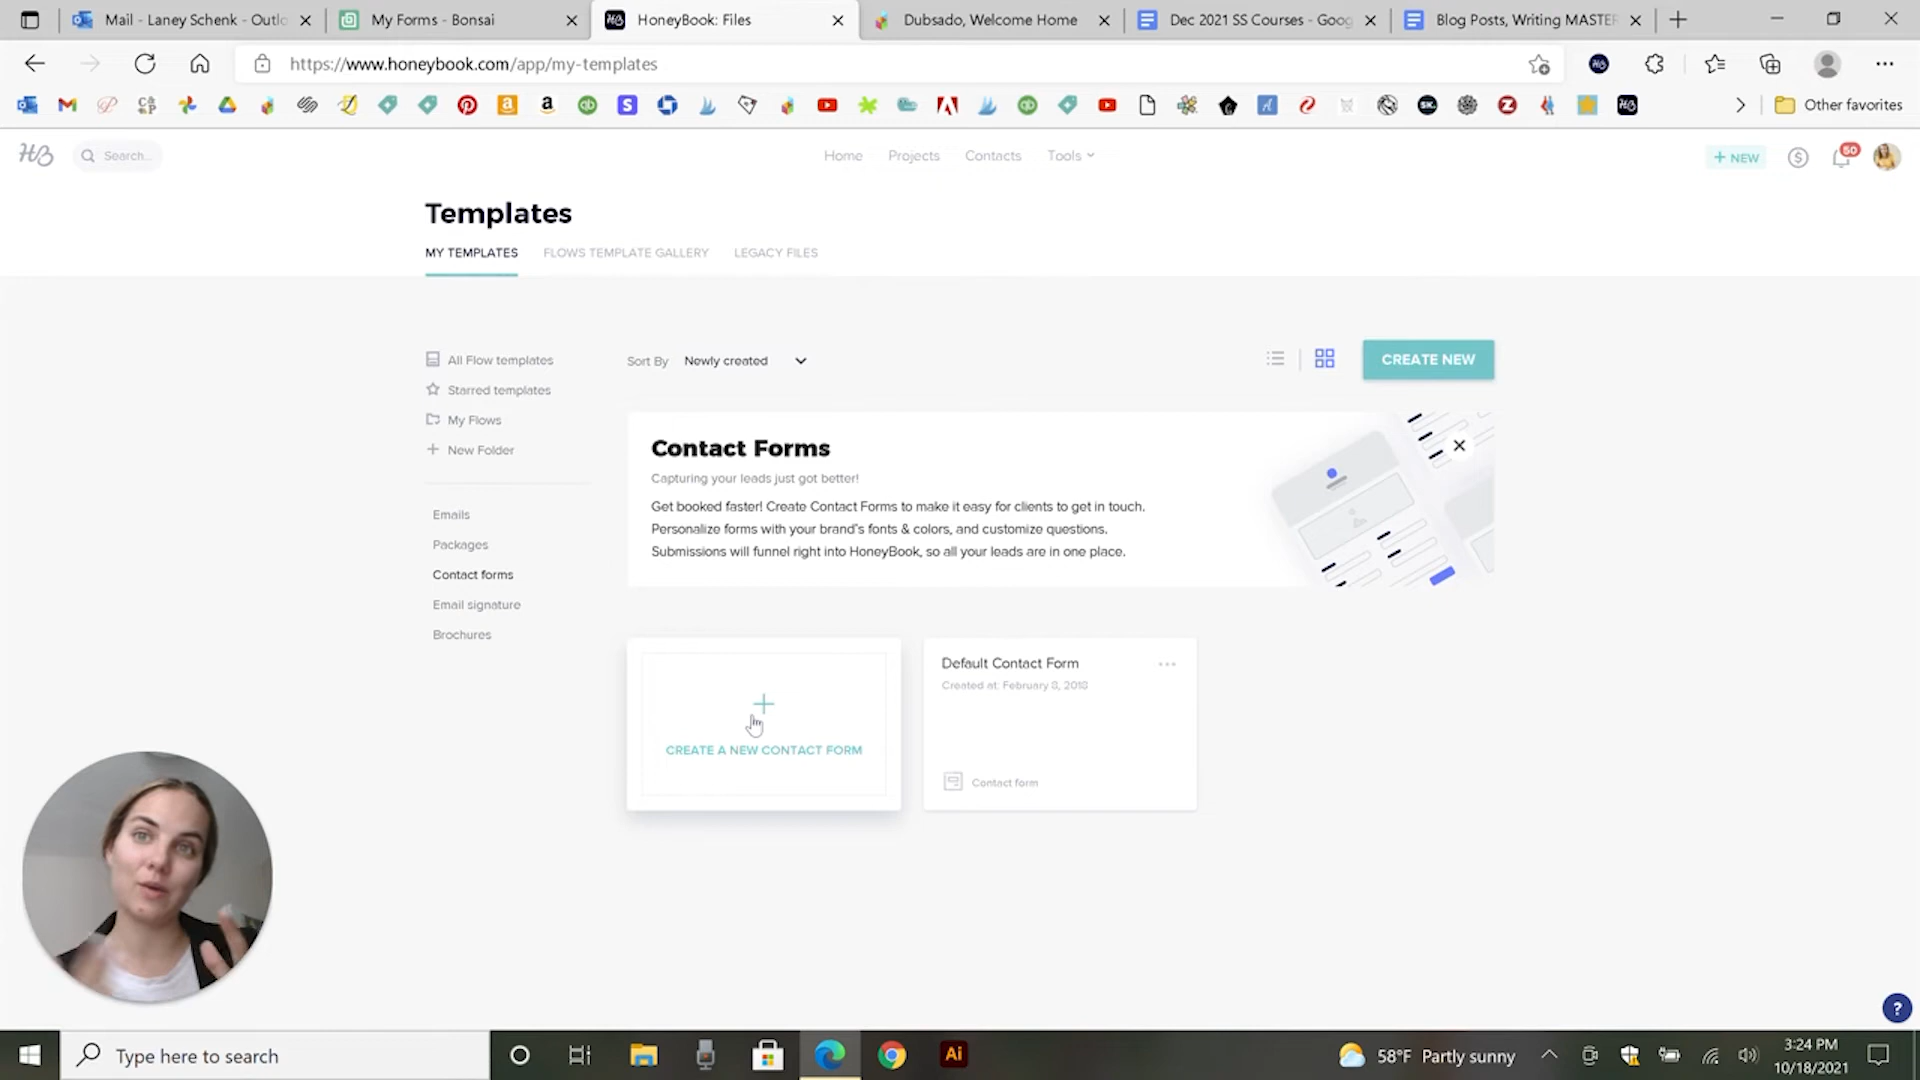 Mail - Laney Schenk - Outlo
My Forms - Bonsai
HoneyBook: Files
Dubsado, Welcome Home
Dec 2021 SS Courses - Goog
Blog Posts, Writing MASTER
https://www.honeybook.com/app/my-templates
Other favorites
HB
Search...
Home
Projects
Contacts
Tools
+ NEW
50
Templates
MY TEMPLATES
FLOWS TEMPLATE GALLERY
LEGACY FILES
All Flow templates
Starred templates
My Flows
New Folder
Emails
Packages
Contact forms
Email signature
Brochures
Sort By Newly created
CREATE NEW
Contact Forms
Capturing your leads just got better!
Get booked faster! Create Contact Forms to make it easy for clients to get in touch.
Personalize forms with your brand's fonts & colors, and customize questions.
Submissions will funnel right into HoneyBook, so all your leads are in one place.
CREATE A NEW CONTACT FORM
Default Contact Form
Created at: February 8, 2018
Contact form
?
Type here to search
Ai
58°F Partly sunny
3:24 PM
10/18/2021